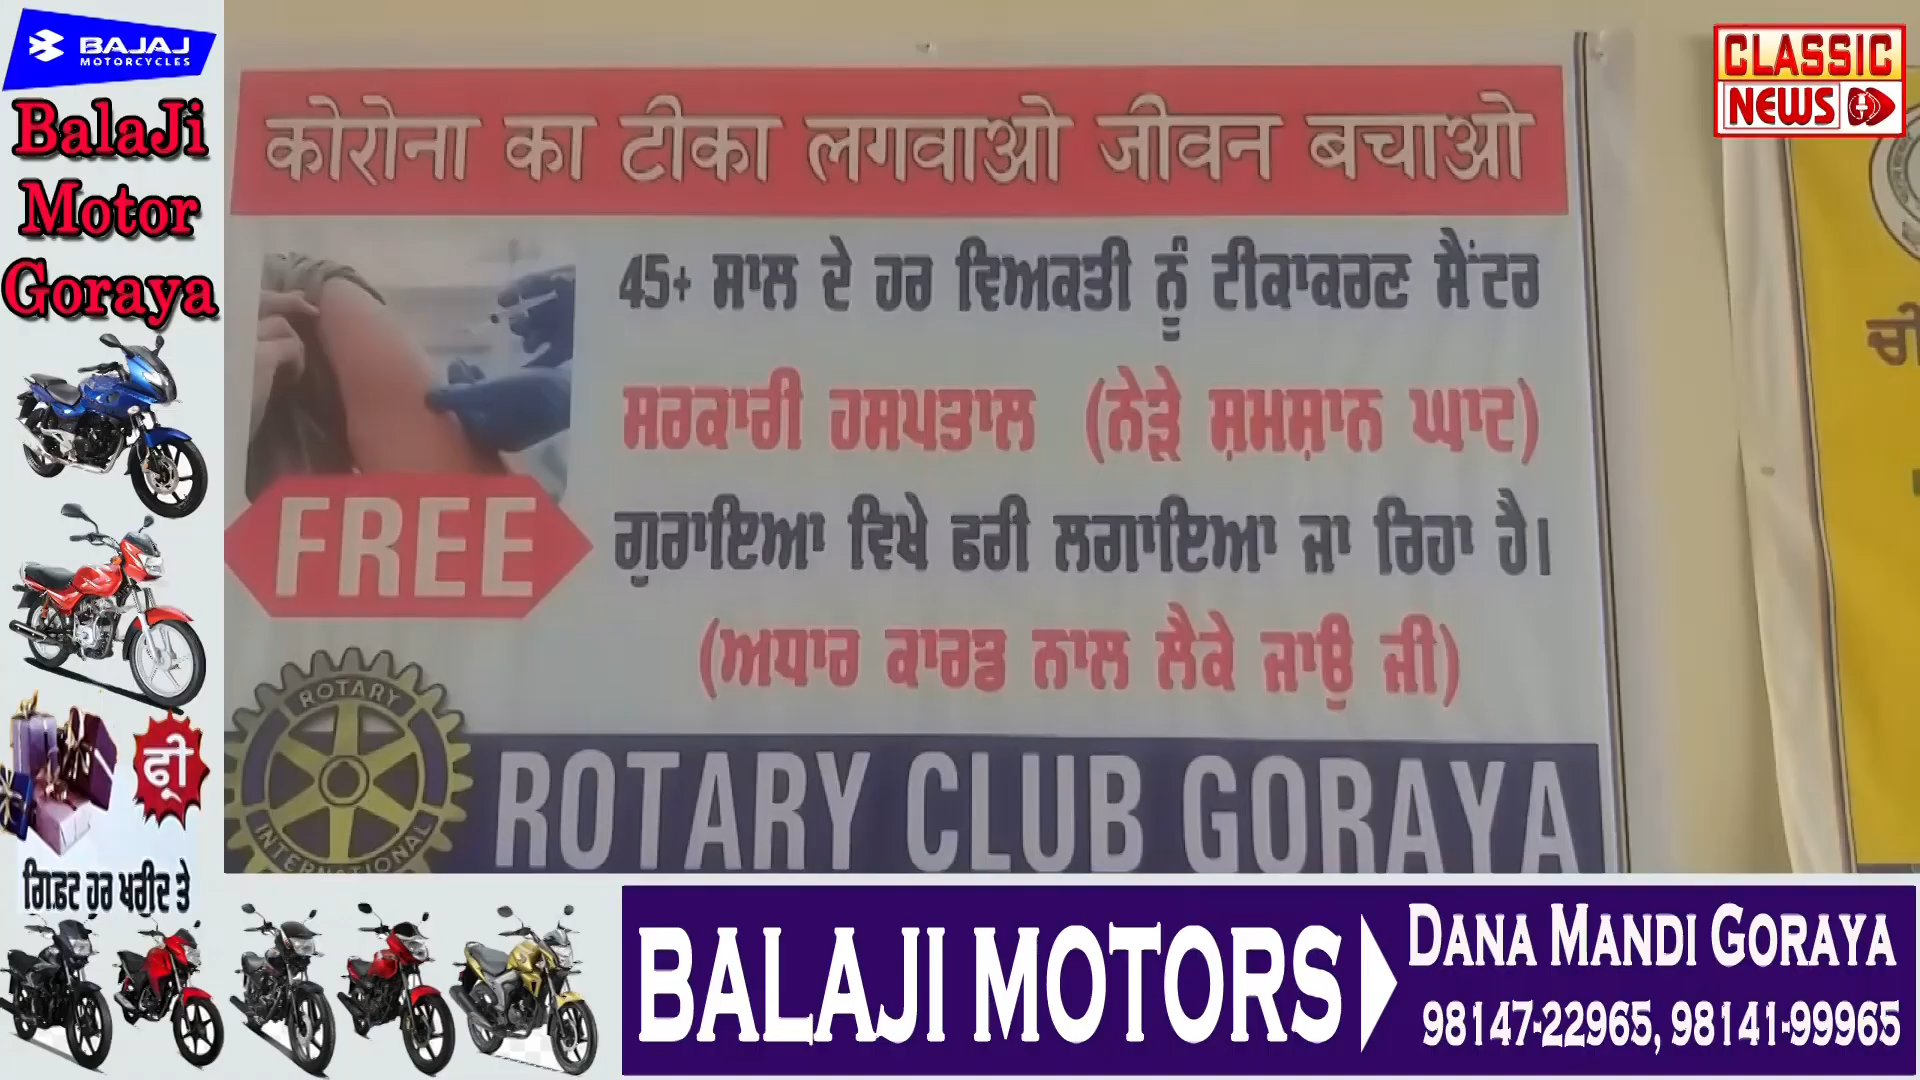 BAJAJ
MOTORCYCLES
BalaJi
Motor
Goraya
ਫ੍ਰੀ
ਗਿਫ਼ਟ ਹਰ ਖਰੀਦ ਤੇ
CLASSIC
NEWS
कोरोना का टीका लगवाओ जीवन बचाओ
45+ ਸਾਲ ਦੇ ਹਰ ਵਿਅਕਤੀ ਨੂੰ ਟੀਕਾਕਰਣ ਸੈਂਟਰ
ਸਰਕਾਰੀ ਹਸਪਤਾਲ (ਨੇੜੇ ਸ਼ਮਸ਼ਾਨ ਘਾਟ)
FREE
ਗੁਰਾਇਆ ਵਿਖੇ ਫਰੀ ਲਗਾਇਆ ਜਾ ਰਿਹਾ ਹੈ।
(ਅਧਾਰ ਕਾਰਡ ਨਾਲ ਲੈਕੇ ਜਾਉ ਜੀ)
ROTARY
INTERNATIONAL
ROTARY CLUB GORAYA
BALAJI MOTORS
DANA MANDI GORAYA
98147-22965, 98141-99965